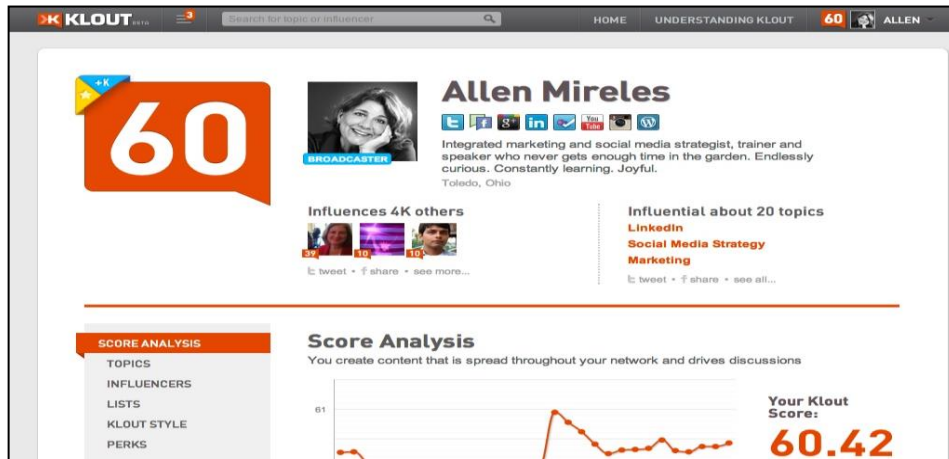 KLOUT BETA
3
Search for topic or influencer
HOME
UNDERSTANDING KLOUT
60
ALLEN
+K
60
BROADCASTER
Allen Mireles
You Tube
Integrated marketing and social media strategist, trainer and
speaker who never gets enough time in the garden. Endlessly
curious. Constantly learning. Joyful.
Toledo, Ohio
Influences 4K others
39
10
10
tweet • share • see more...
Influential about 20 topics
LinkedIn
Social Media Strategy
Marketing
tweet • share • see all...
SCORE ANALYSIS
TOPICS
INFLUENCERS
LISTS
KLOUT STYLE
PERKS
Score Analysis
You create content that is spread throughout your network and drives discussions
61
Your Klout
Score:
60.42